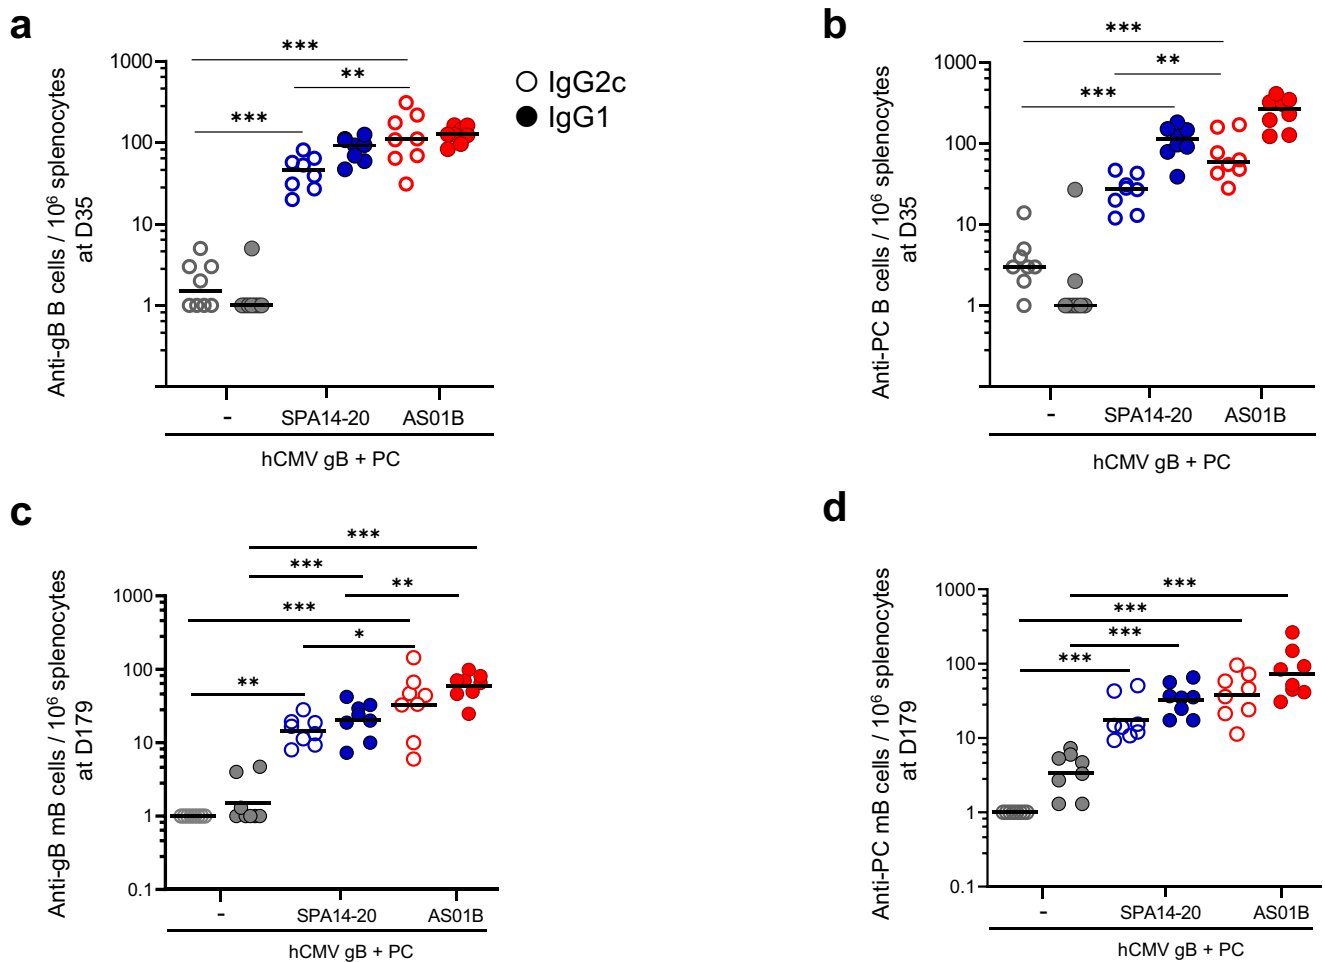 a
Anti-gB B cells / 10⁶ splenocytes
at D35
1000
100
10
1
***
**
***
IgG2c
IgG1
-
SPA14-20
AS01B
hCMV gB + PC
b
Anti-PC B cells / 10⁶ splenocytes
at D35
1000
100
10
1
***
**
***
-
SPA14-20
AS01B
hCMV gB + PC
c
Anti-gB mB cells / 10⁶ splenocytes
at D179
1000
100
10
1
0.1
***
***
**
***
*
**
-
SPA14-20
AS01B
hCMV gB + PC
d
Anti-PC mB cells / 10⁶ splenocytes
at D179
1000
100
10
1
0.1
***
***
***
***
-
SPA14-20
AS01B
hCMV gB + PC